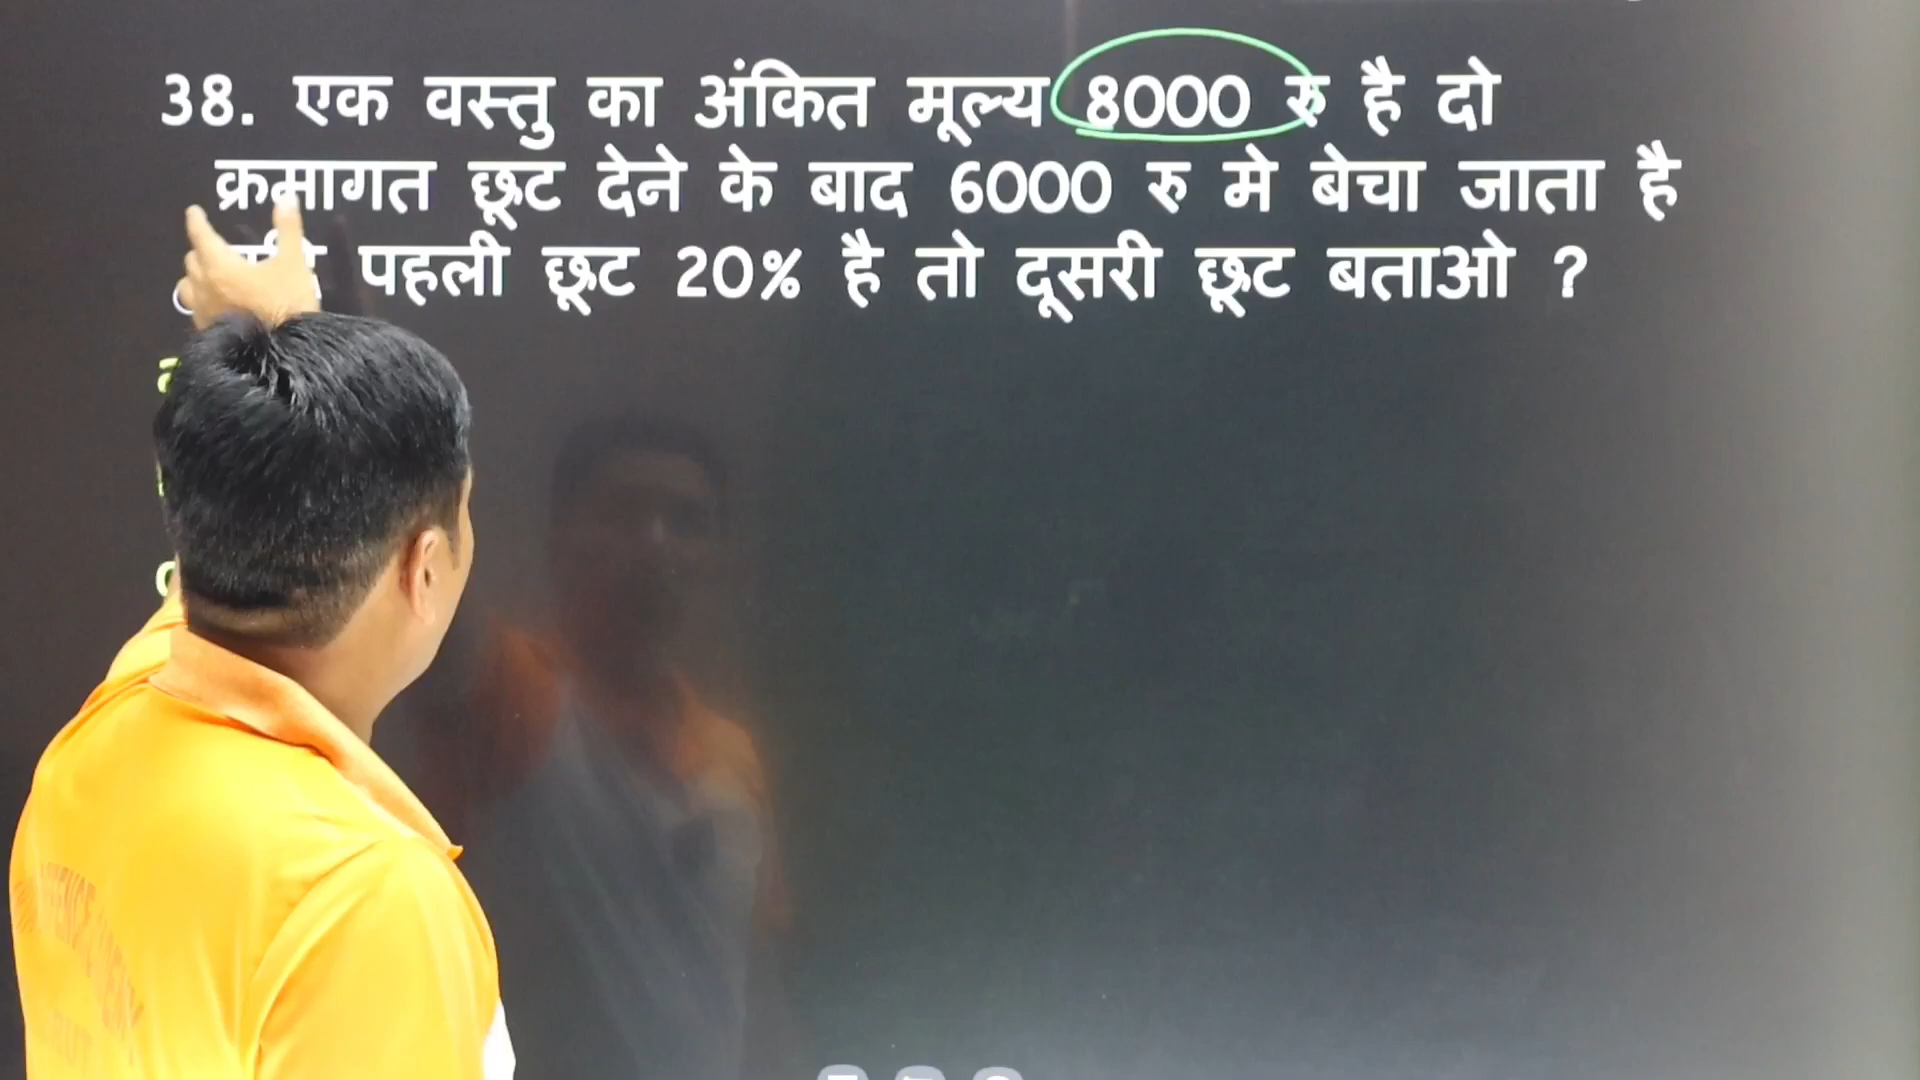 38. एक वस्तु का अंकित मूल्य 8000 रु है दो
क्रमागत छूट देने के बाद 6000 रु मे बेचा जाता है
पहली छूट 20% है तो दूसरी छूट बताओ ?